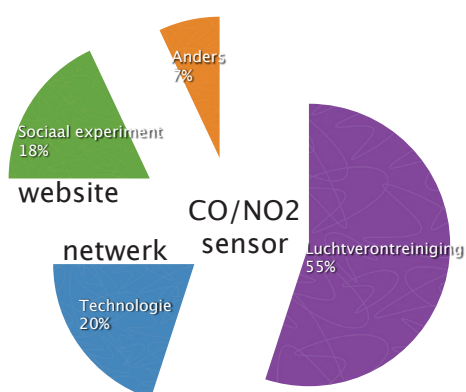 Anders
7%
Sociaal experiment
18%
website
CO/NO2
sensor
netwerk
Luchtverontreiniging
55%
Technologie
20%